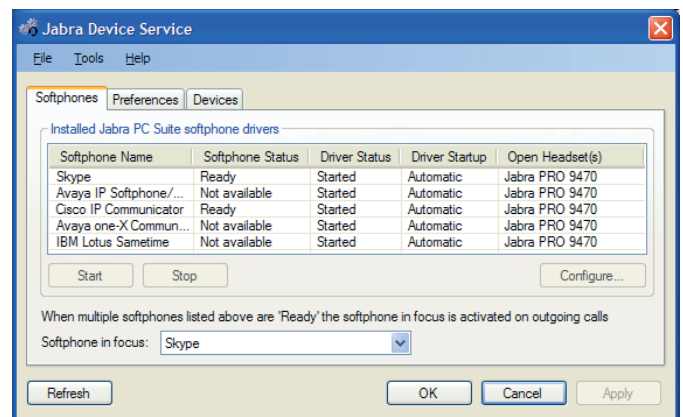 Jabra Device Service
File Tools Help
Softphones Preferences Devices
Installed Jabra PC Suite softphone drivers
Softphone Name Softphone Status Driver Status Driver Startup Open Headset(s)
Skype Ready Started Automatic Jabra PRO 9470
Avaya IP Softphone/... Not available Started Automatic Jabra PRO 9470
Cisco IP Communicator Ready Started Automatic Jabra PRO 9470
Avaya one-X Commun... Not available Started Automatic Jabra PRO 9470
IBM Lotus Sametime Not available Started Automatic Jabra PRO 9470
Start Stop Configure...
When multiple softphones listed above are 'Ready' the softphone in focus is activated on outgoing calls
Softphone in focus: Skype
Refresh OK Cancel Apply